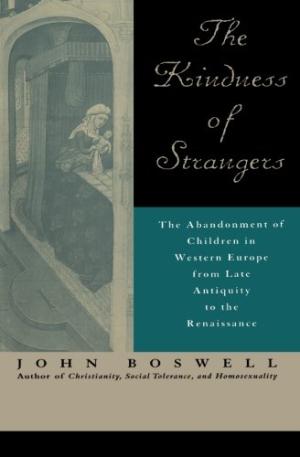 The
Kindness
of
Strangers
The Abandonment of
Children in
Western Europe
from Late
Antiquity
to the
Renaissance
JOHN BOSWELL
Author of Christianity, Social Tolerance, and Homosexuality